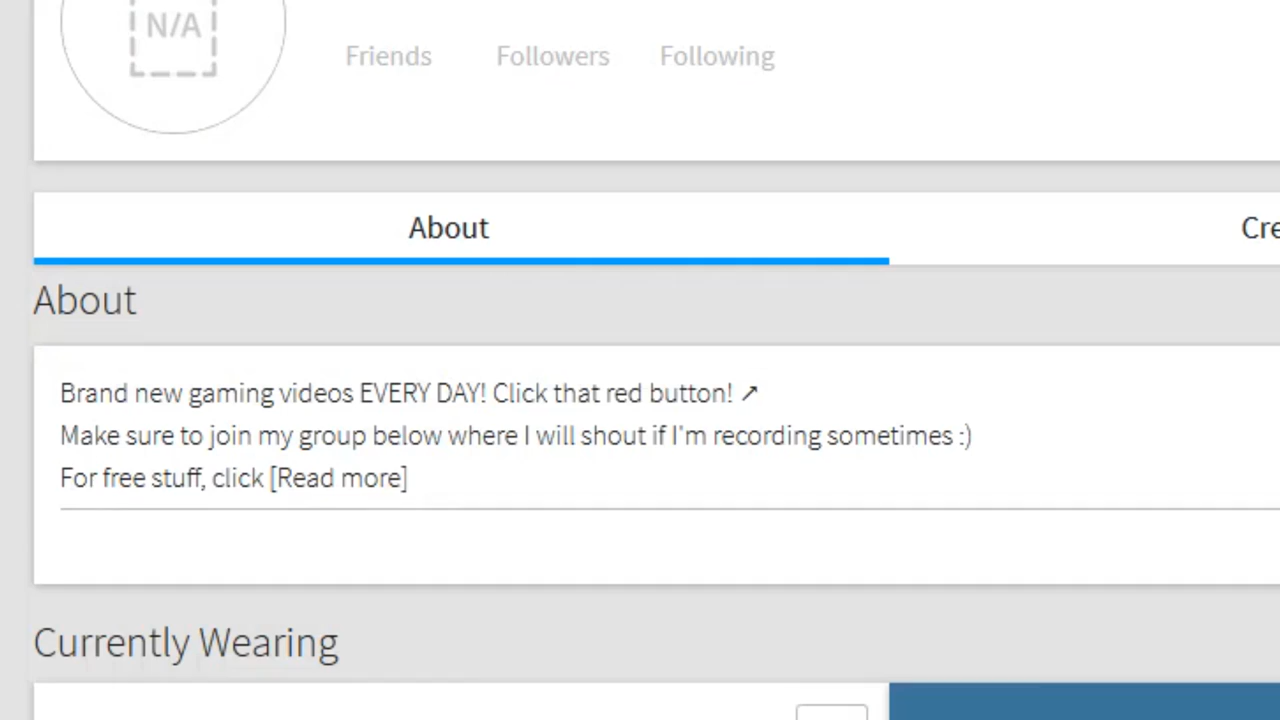 N/A
Friends Followers Following
About Cre
About
Brand new gaming videos EVERY DAY! Click that red button! ↗
Make sure to join my group below where I will shout if I'm recording sometimes :)
For free stuff, click [Read more]
Currently Wearing